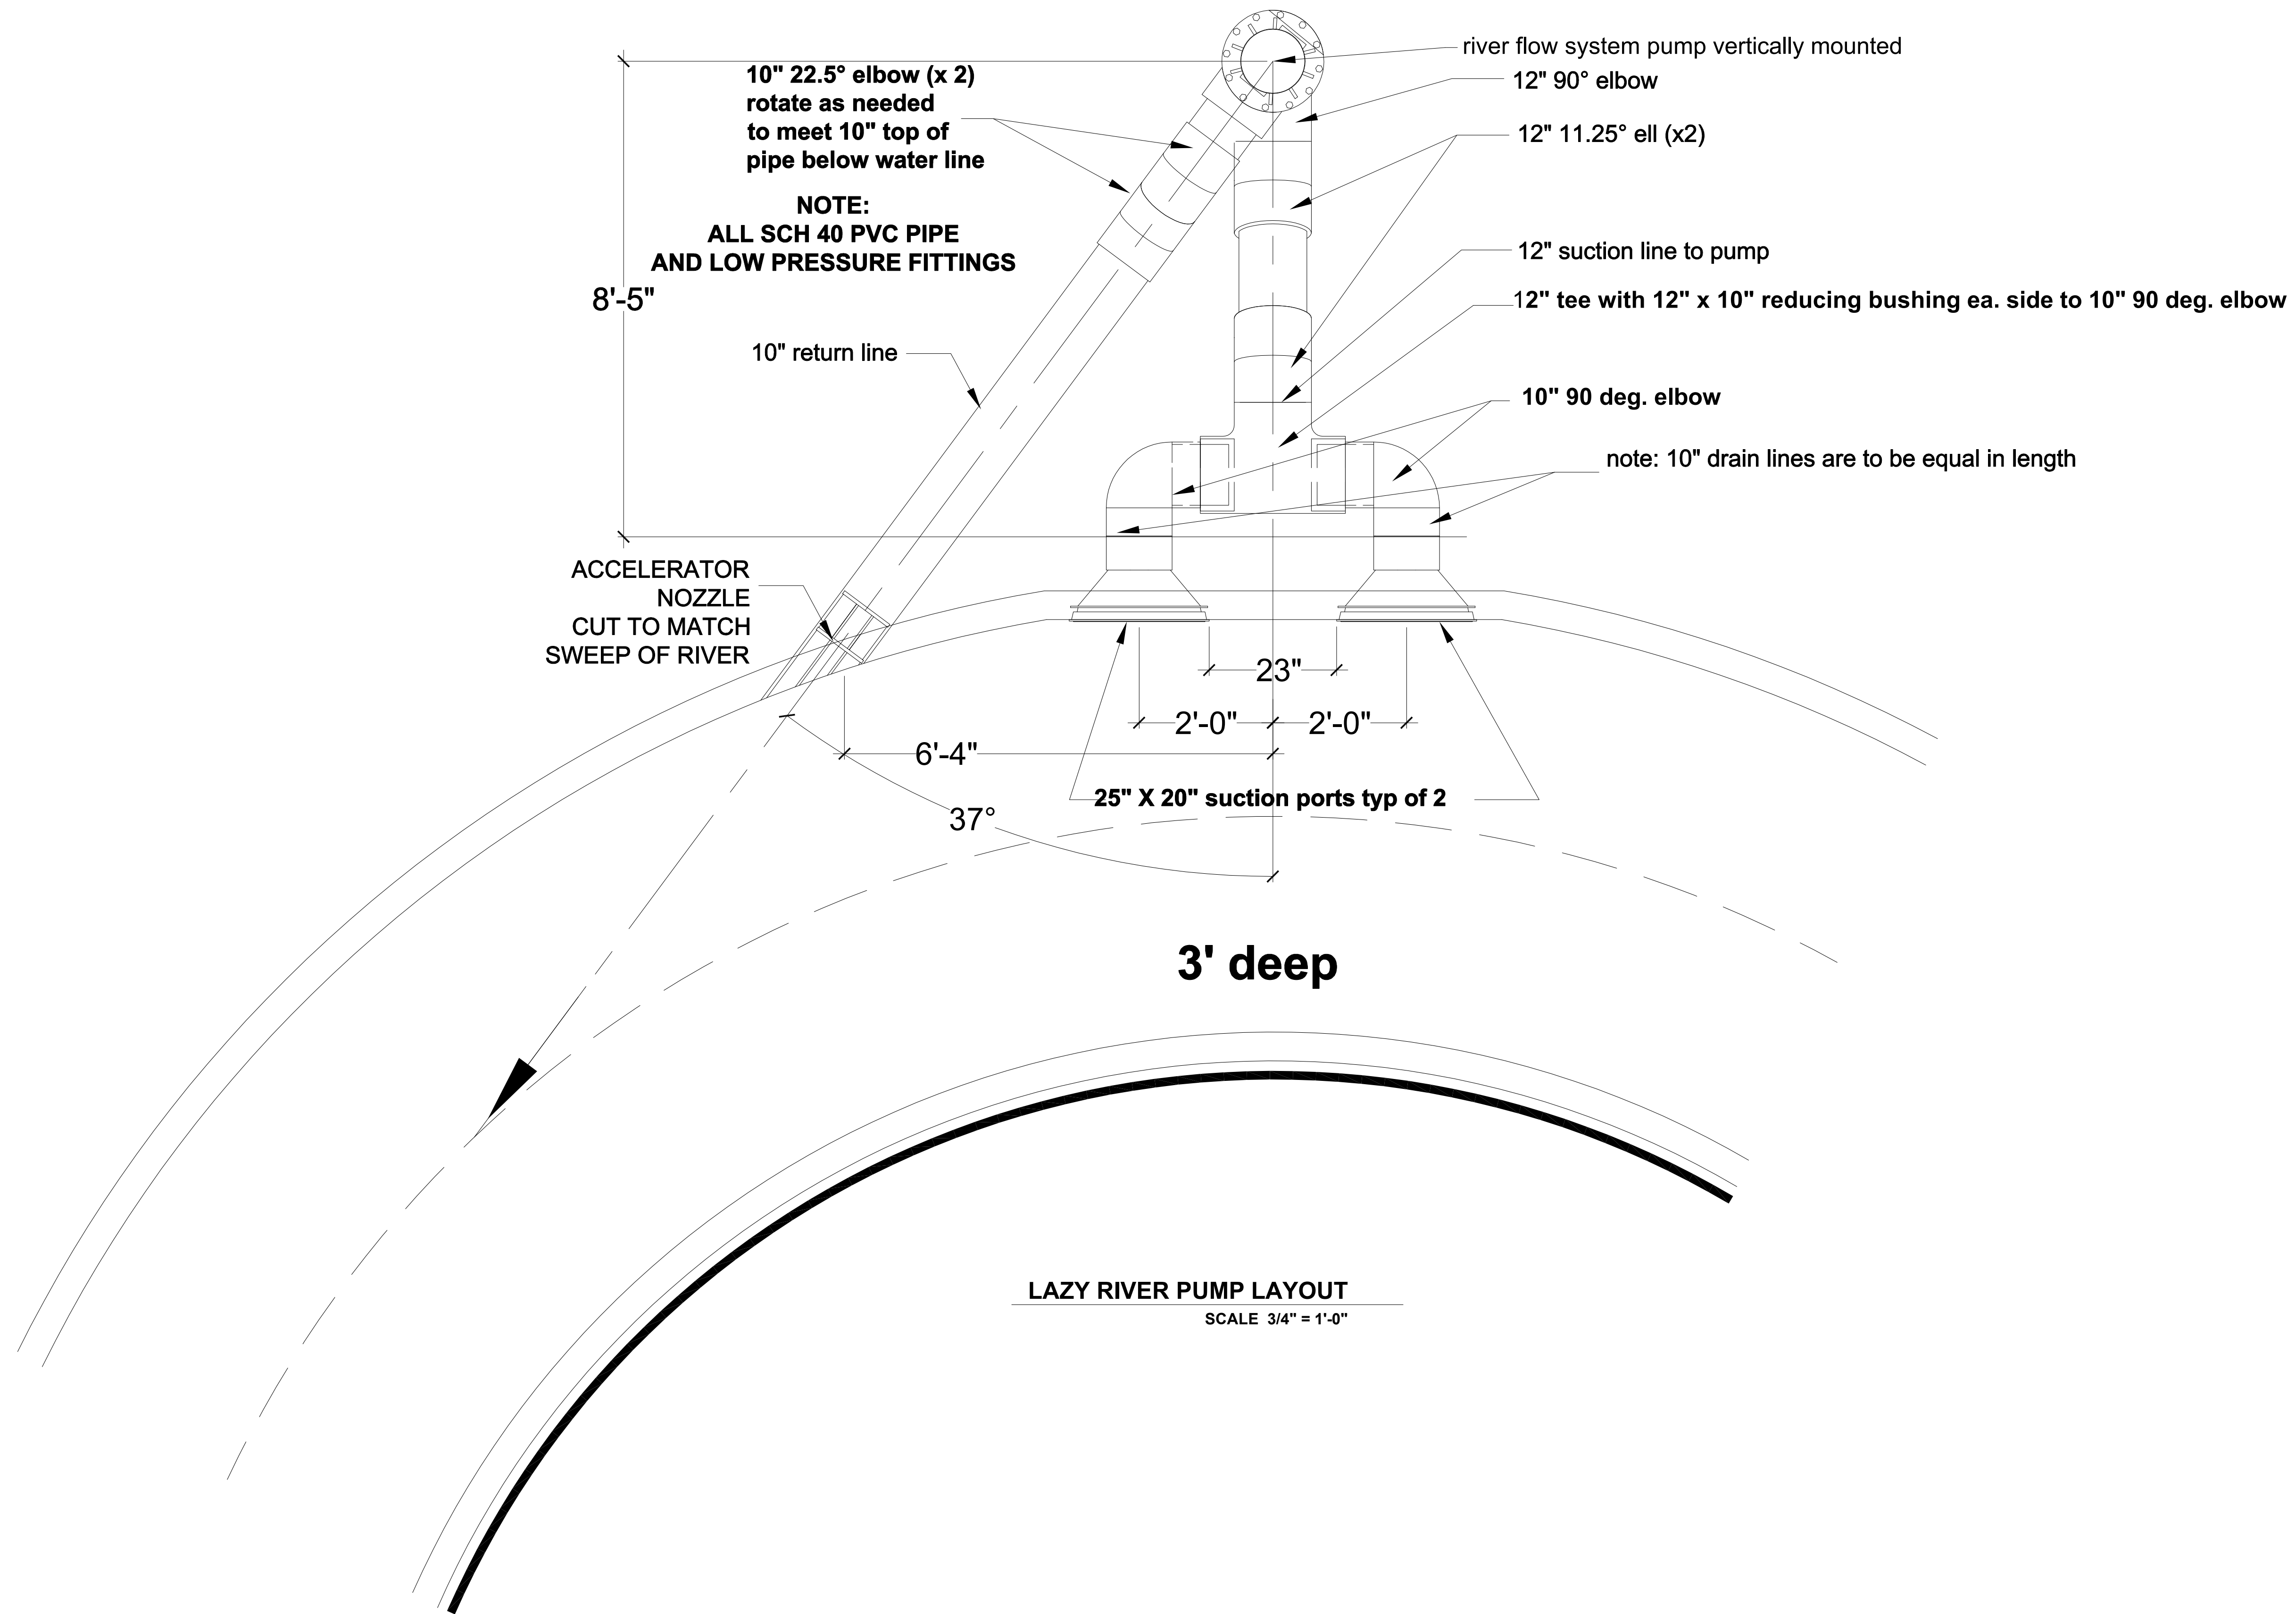 river flow system pump vertically mounted
10" 22.5° elbow (x 2)
rotate as needed
to meet 10" top of
pipe below water line
12" 90° elbow
12" 11.25° ell (x2)
NOTE:
ALL SCH 40 PVC PIPE
AND LOW PRESSURE FITTINGS
12" suction line to pump
8'-5"
12" tee with 12" x 10" reducing bushing ea. side to 10" 90 deg. elbow
10" return line
10" 90 deg. elbow
note: 10" drain lines are to be equal in length
ACCELERATOR
NOZZLE
CUT TO MATCH
SWEEP OF RIVER
23"
2'-0"
2'-0"
6'-4"
25" X 20" suction ports typ of 2
37°
3' deep
LAZY RIVER PUMP LAYOUT
SCALE 3/4" = 1'-0"